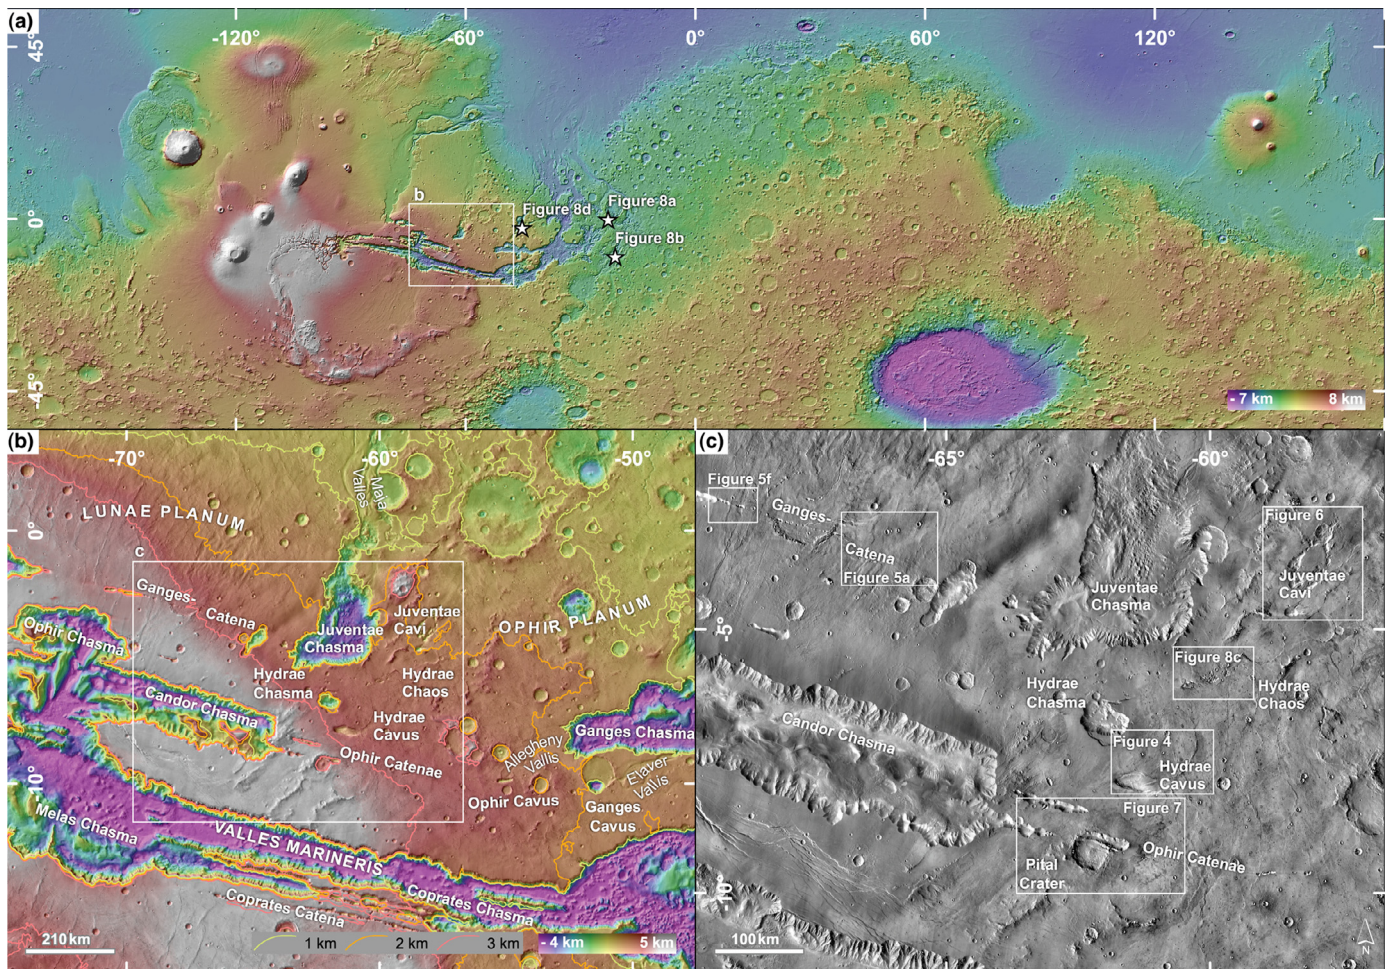 (a)
-120°
-60°
0°
60°
120°
45°
0°
-45°
b
Figure 8d
Figure 8a
Figure 8b
- 7 km
8 km
(b)
-70°
-60°
-50°
0°
-10°
Maja
Valles
LUNAE PLANUM
c
Ganges-
Catena
Ophir Chasma
Juventae
Chasma
Juventae
Cavi
OPHIR PLANUM
Hydrae
Chasma
Hydrae
Chaos
Candor Chasma
Hydrae
Cavus
Ganges Chasma
Ophir Catenae
Allegheny
Vallis
Elaver
Vallis
Ophir Cavus
Ganges
Cavus
Melas Chasma
VALLES MARINERIS
Coprates Chasma
Coprates Catena
210 km
1 km
2 km
3 km
- 4 km
5 km
(c)
-65°
-60°
-5°
-10°
Figure 5f
Ganges-
Catena
Figure 5a
Figure 6
Juventae
Cavi
Juventae
Chasma
Figure 8c
Hydrae
Chasma
Hydrae
Chaos
Candor Chasma
Figure 4
Hydrae
Cavus
Figure 7
Pital
Crater
Ophir Catenae
100 km
N